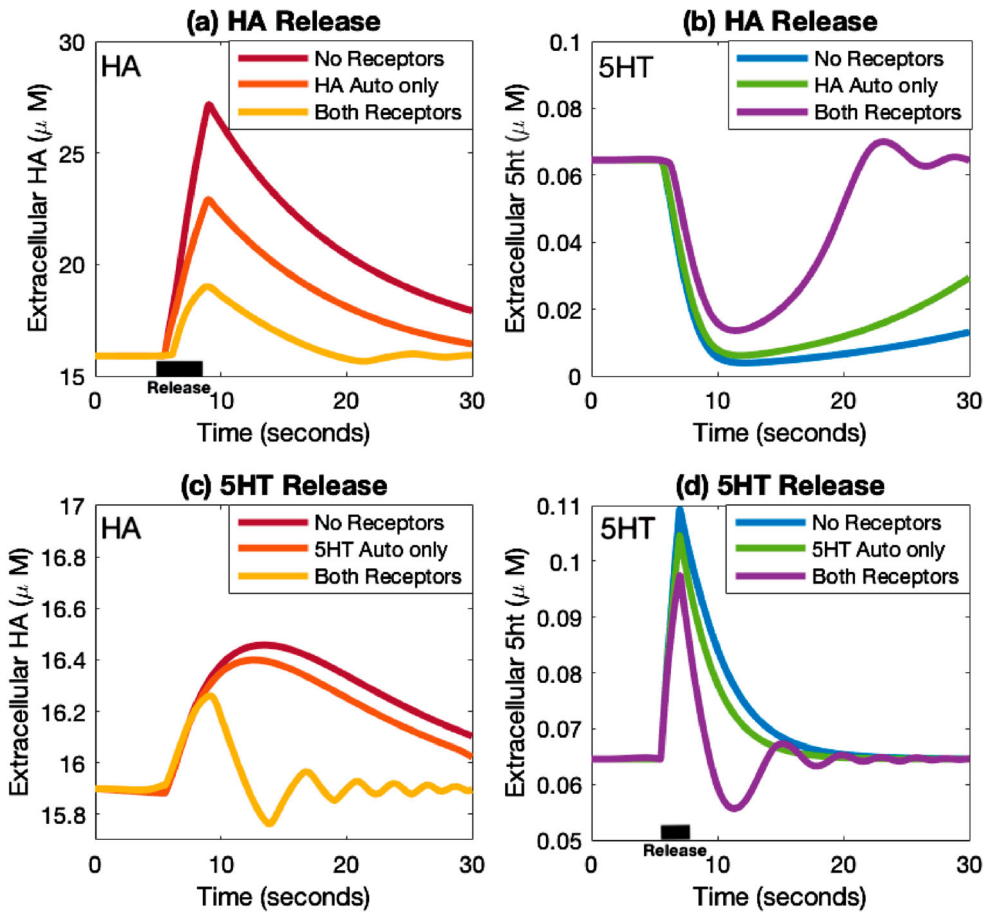 (a) HA Release
HA
No Receptors
HA Auto only
Both Receptors
Extracellular HA (μ M)
30
25
20
15
Release
0 10 20 30
Time (seconds)
(b) HA Release
5HT
No Receptors
HA Auto only
Both Receptors
Extracellular 5ht (μ M)
0.1
0.08
0.06
0.04
0.02
0
0 10 20 30
Time (seconds)
(c) 5HT Release
HA
No Receptors
5HT Auto only
Both Receptors
Extracellular HA (μ M)
17
16.8
16.6
16.4
16.2
16
15.8
0 10 20 30
Time (seconds)
(d) 5HT Release
5HT
No Receptors
5HT Auto only
Both Receptors
Extracellular 5ht (μ M)
0.11
0.1
0.09
0.08
0.07
0.06
0.05
Release
0 10 20 30
Time (seconds)